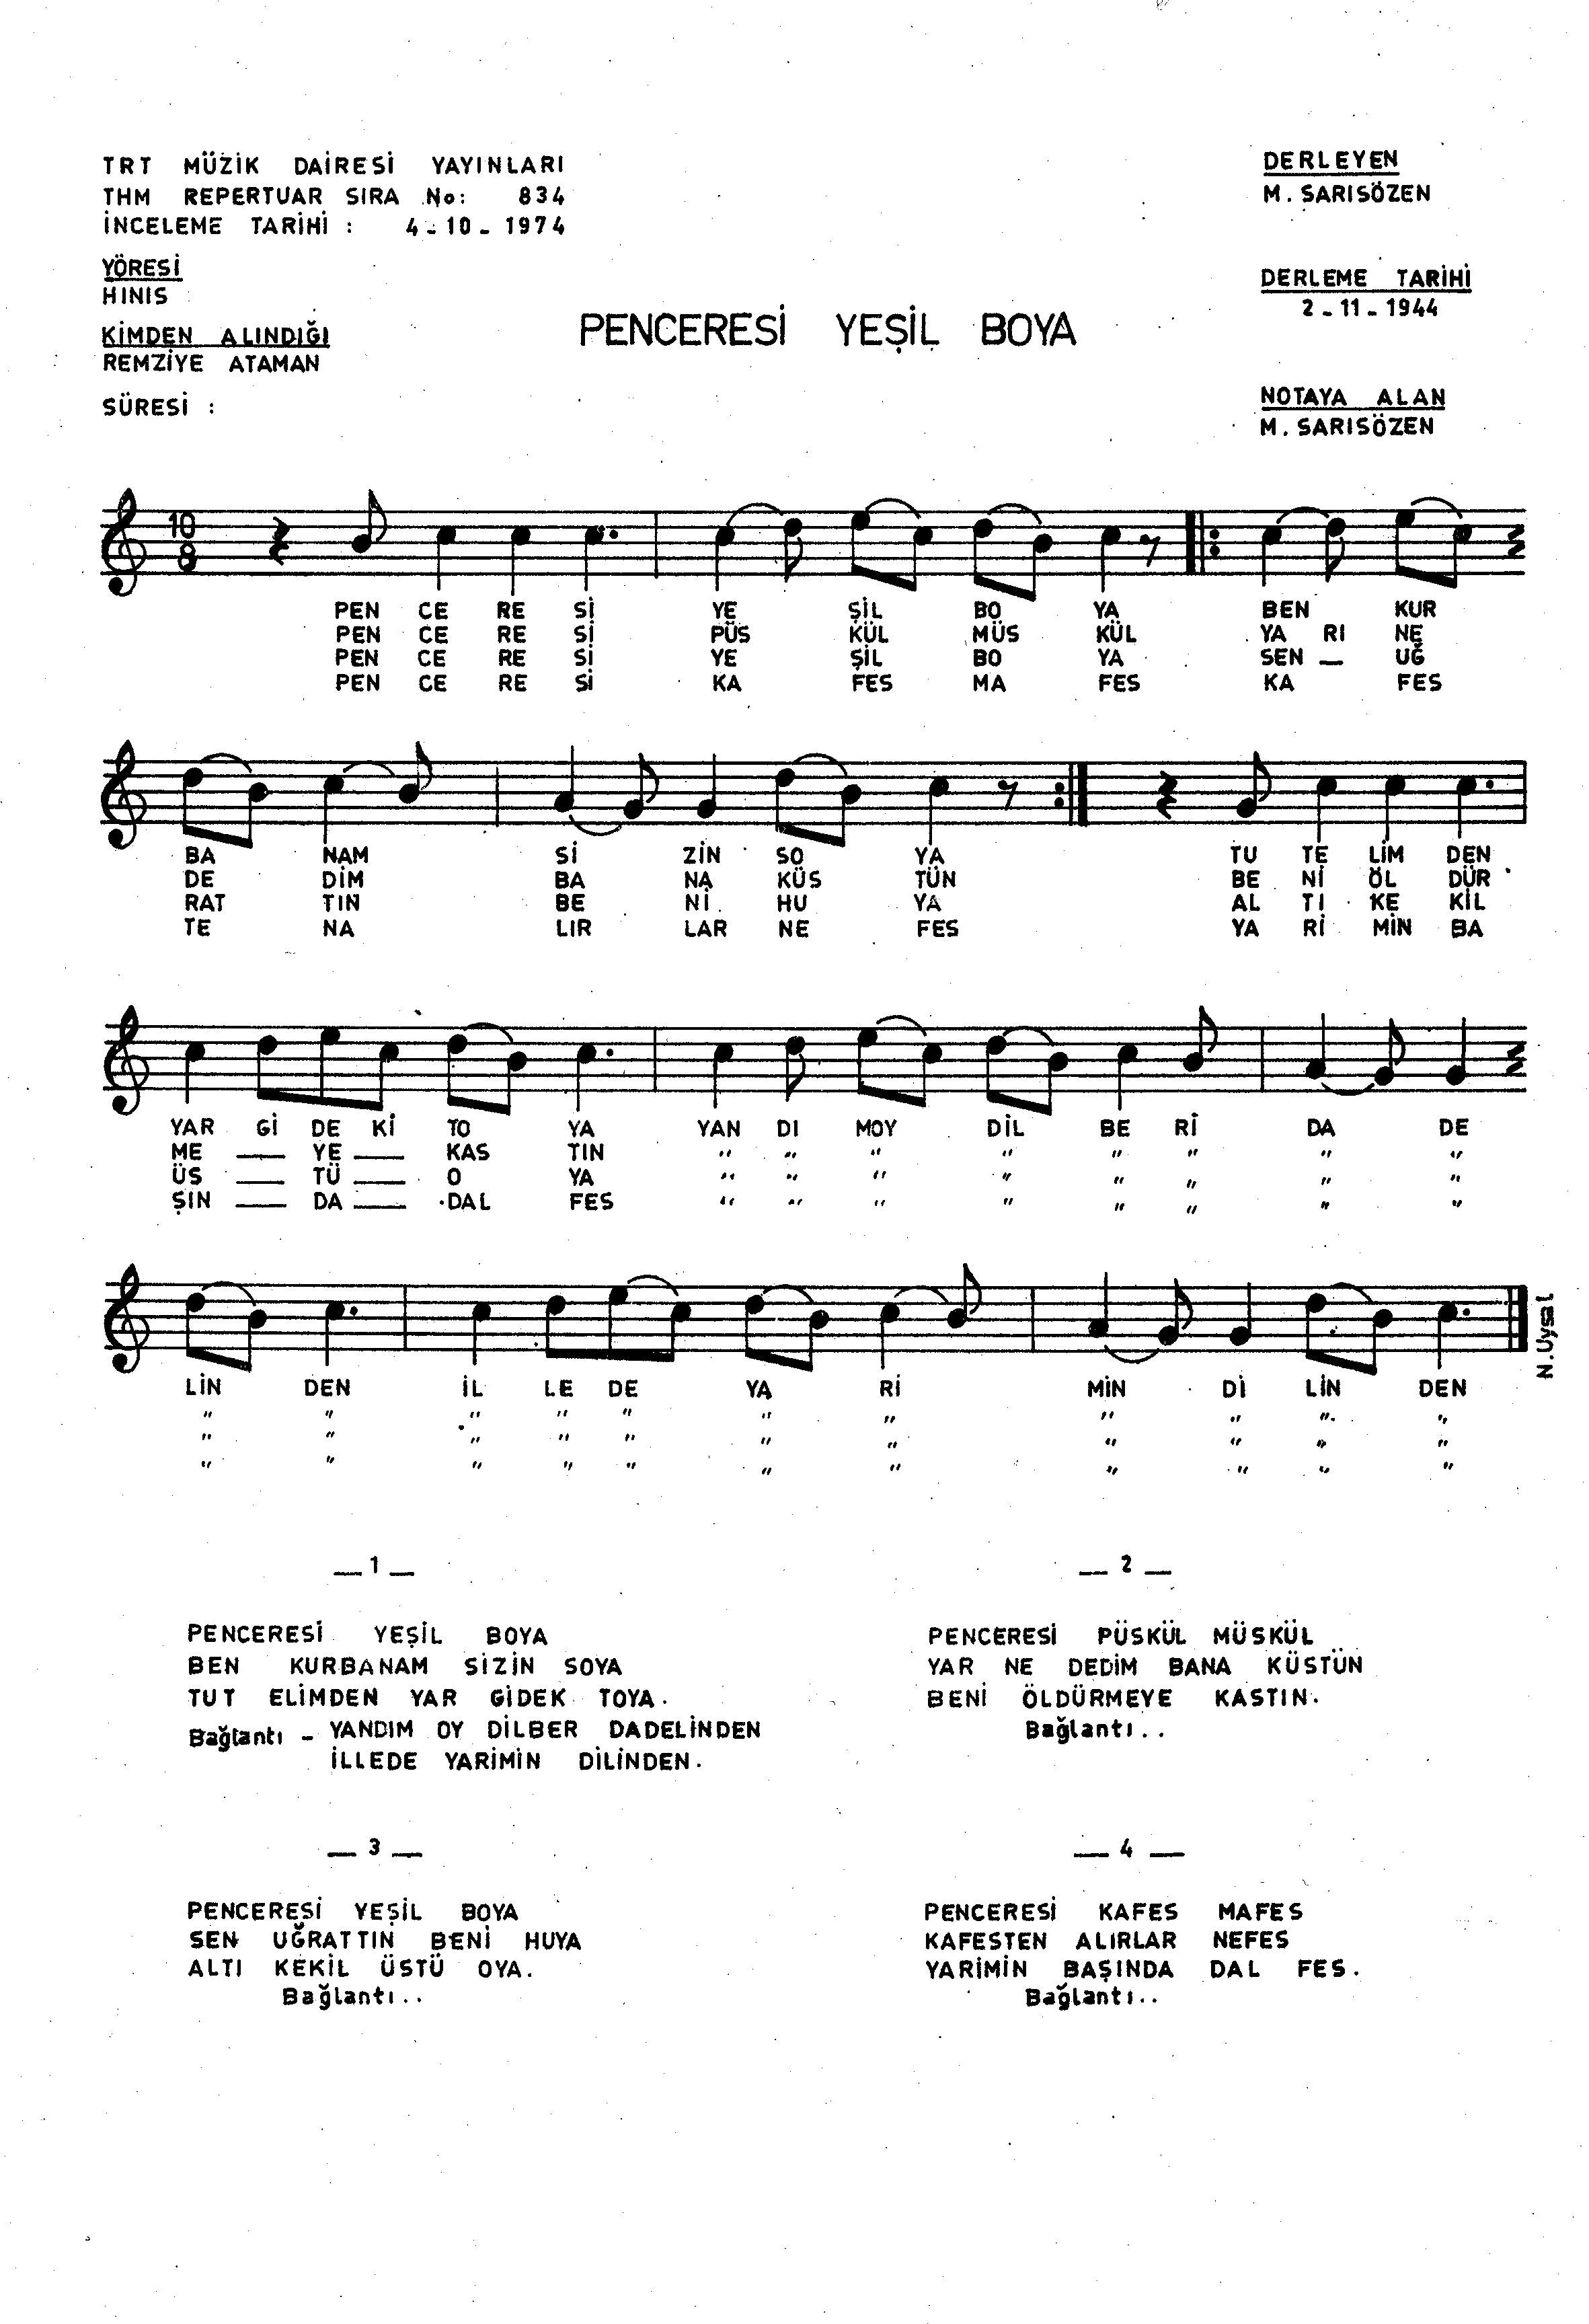 TRT MÜZİK DAİRESİ YAYINLARI
THM REPERTUAR SIRA No: 834
İNCELEME TARİHİ : 4-10-1974
YÖRESİ
HINIS
KİMDEN ALINDIĞI
REMZİYE ATAMAN
SÜRESİ :
PENCERESİ YEŞİL BOYA
DERLEYEN
M. SARISÖZEN
DERLEME TARİHİ
2-11-1944
NOTAYA ALAN
M. SARISÖZEN
10
8
PEN CE RE Sİ YE ŞİL BO YA BEN KUR
PEN CE RE Sİ PÜS KÜL MÜS KÜL YA RI NE
PEN CE RE Sİ YE ŞİL BO YA SEN — UĞ
PEN CE RE Sİ KA FES MA FES KA FES
BA NAM Sİ ZİN SO YA TU TE LİM DEN
DE DİM BA NA KÜS TÜN BE Nİ ÖL DÜR
RAT TIN BE Nİ HU YA AL TI KE KİL
TE NA LIR LAR NE FES YA Rİ MİN BA
YAR Gİ DE Kİ TO YA YAN DI MOY DİL BE Rİ DA DE
ME — YE — KAS TIN " " " " " " " "
ÜS — TÜ — O YA " " " " " " " "
ŞIN — DA — DAL FES " " " " " " " "
LİN DEN İL LE DE YA Rİ MİN Dİ LİN DEN
" " " " " " " " " " "
" " " " " " " " " " "
" " " " " " " " " " "
N. Uysal
— 1 —
PENCERESİ YEŞİL BOYA
BEN KURBANAM SİZİN SOYA
TUT ELİMDEN YAR GİDEK TOYA.
Bağlantı - YANDIM OY DİLBER DADELİNDEN
İLLEDE YARİMİN DİLİNDEN.
— 2 —
PENCERESİ PÜSKÜL MÜSKÜL
YAR NE DEDİM BANA KÜSTÜN
BENİ ÖLDÜRMEYE KASTIN.
Bağlantı..
— 3 —
PENCERESİ YEŞİL BOYA
SEN UĞRATTIN BENİ HUYA
ALTI KEKİL ÜSTÜ OYA.
Bağlantı..
— 4 —
PENCERESİ KAFES MAFES
KAFESTEN ALIRLAR NEFES
YARİMİN BAŞINDA DAL FES.
Bağlantı..